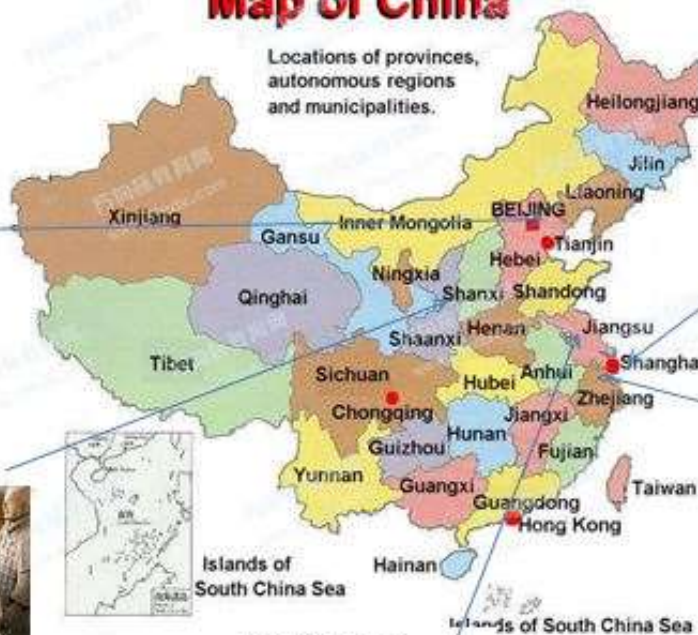 Map of China
Locations of provinces,
autonomous regions
and municipalities.
Heilongjiang
Jilin
Liaoning
Xinjiang
Inner Mongolia
BEIJING
Gansu
Tianjin
Hebei
Ningxia
Qinghai
Shanxi
Shandong
Henan
Jiangsu
Shaanxi
Tibet
Sichuan
Anhui
Shangha
Hubei
Zhejiang
Chongqing
Jiangxi
Hunan
Guizhou
Fujian
Yunnan
Guangxi
Taiwan
Guangdong
Hong Kong
Hainan
Islands of
South China Sea
Islands of South China Sea